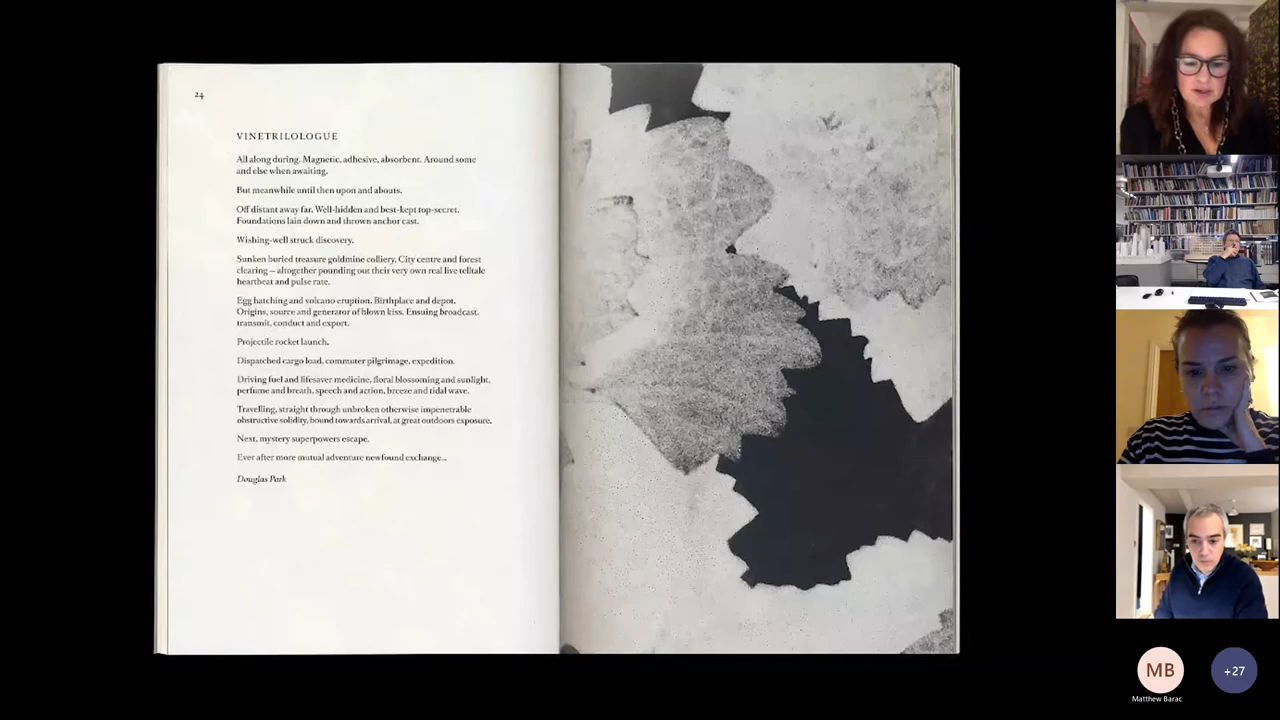 24
VINETRILOLOGUE
All along during. Magnetic, adhesive, absorbent. Around some
and else when awaiting.
But meanwhile until then upon and abouts.
Off distant away far. Well-hidden and best-kept top-secret.
Foundations lain down and thrown anchor cast.
Wishing-well struck discovery.
Sunken buried treasure goldmine colliery. City centre and forest
clearing – altogether pounding out their very own real live telltale
heartbeat and pulse rate.
Egg hatching and volcano eruption. Birthplace and depot.
Origins, source and generator of blown kiss. Ensuing broadcast,
transmit, conduct and export.
Projectile rocket launch.
Dispatched cargo load, commuter pilgrimage, expedition.
Driving fuel and lifesaver medicine, floral blossoming and sunlight,
perfume and breath, speech and action, breeze and tidal wave.
Travelling, straight through unbroken otherwise impenetrable
obstructive solidity, bound towards arrival, at great outdoors exposure.
Next, mystery superpowers escape.
Ever after more mutual adventure newfound exchange...
Douglas Park
MB
+27
Matthew Barac